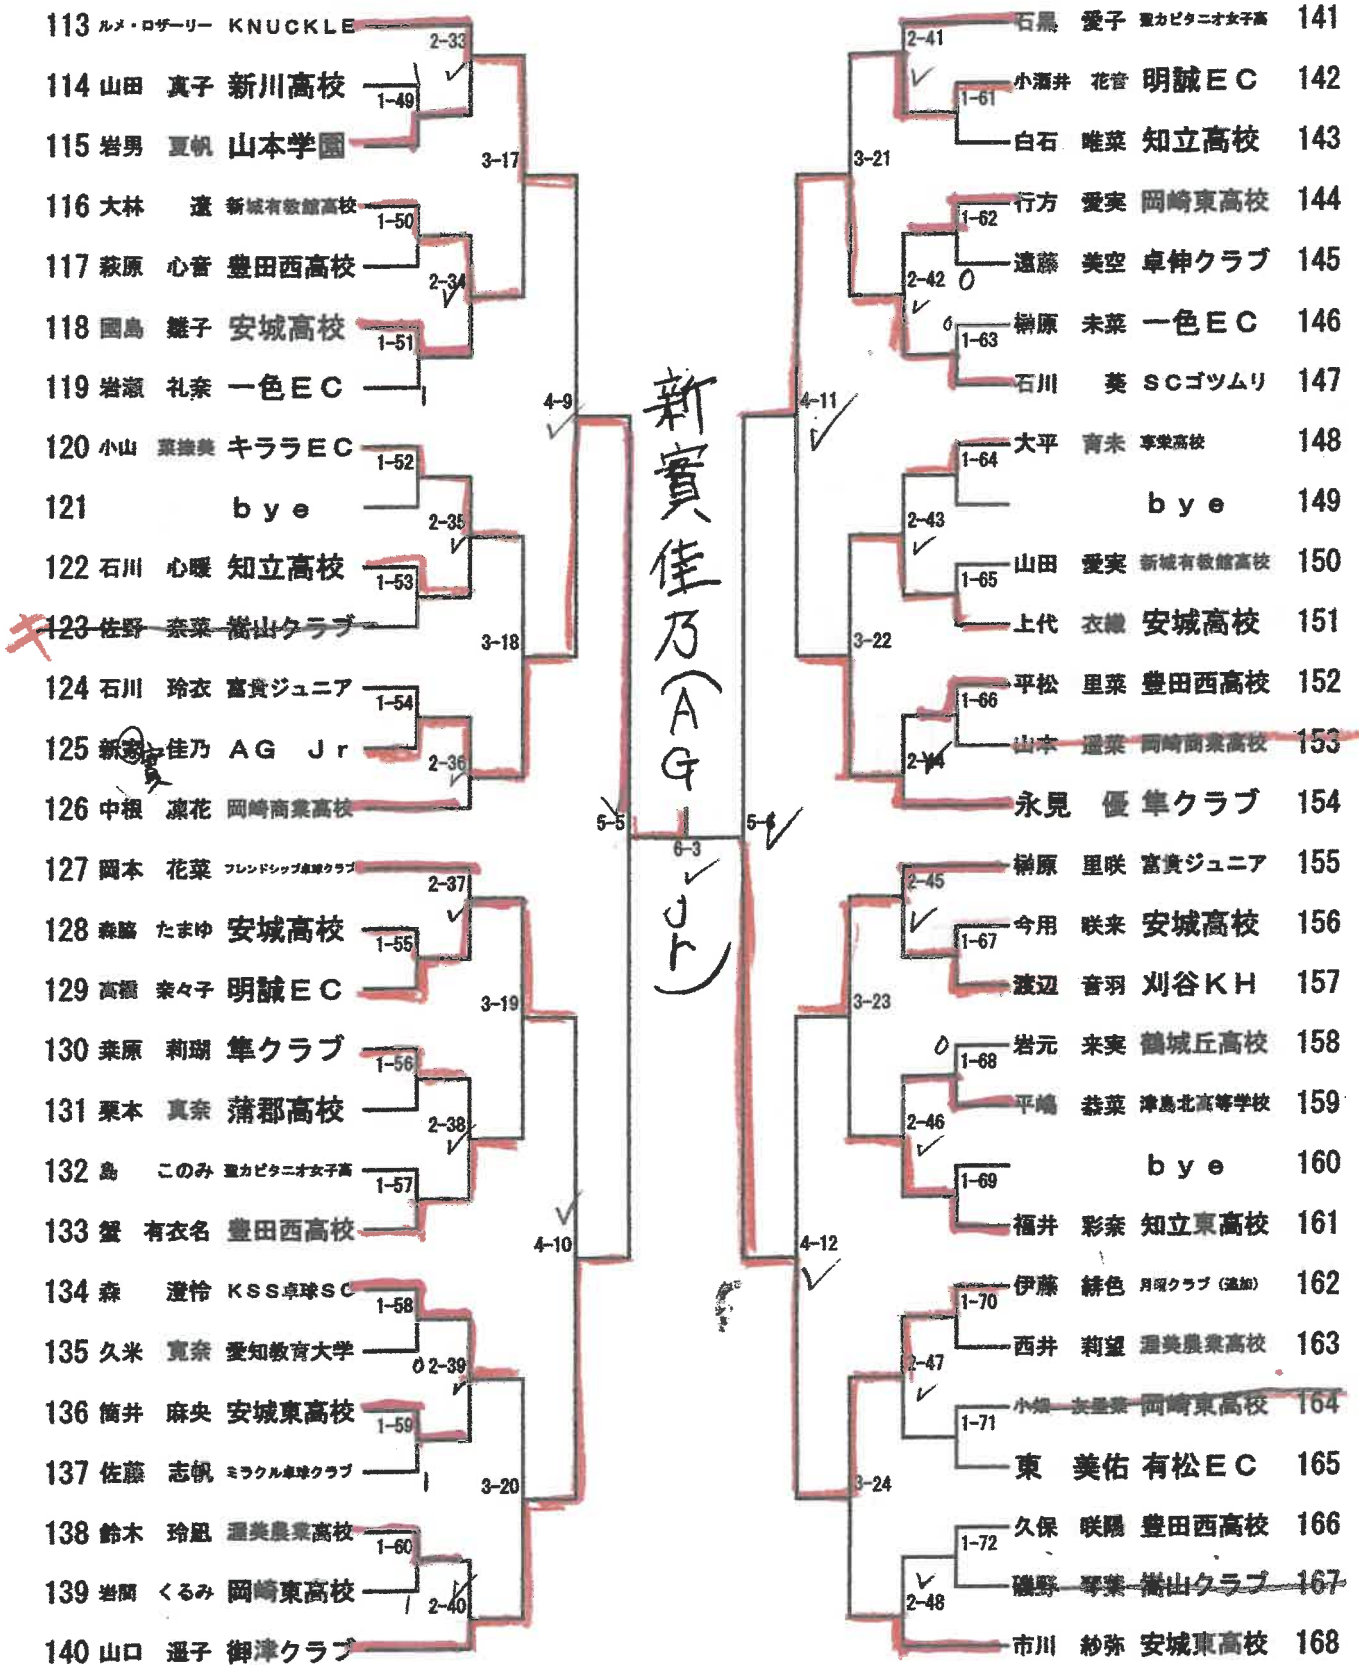 113 ルメ・ロザーリー KNUCKLE
114 山田 真子 新川高校
115 岩男 夏帆 山本学園
116 大林 遼 新城有教館高校
117 萩原 心音 豊田西高校
118 國島 雛子 安城高校
119 岩瀬 礼奈 一色EC
120 小山 キララEC
121 bye
122 石川 心暖 知立高校
キ 123 佐野 奈菜 嵩山クラブ
124 石川 玲衣 富貴ジュニア
125 新 實 佳乃 AG Jr
126 中根 凜花 岡崎商業高校
127 岡本 花菜 フレンドシップ卓球クラブ
128 森脇 たまゆ 安城高校
129 高橋 奈々子 明誠EC
130 桒原 莉瑚 隼クラブ
131 栗本 真奈 蒲郡高校
132 島 このみ 聖カピタニオ女子高
133 蟹 有衣名 豊田西高校
134 森 澄怜 KSS卓球SC
135 久米 寛奈 愛知教育大学
136 筒井 麻央 安城東高校
137 佐藤 志帆 ミラクル卓球クラブ
138 鈴木 玲凪 渥美農業高校
139 岩間 くるみ 岡崎東高校
140 山口 遥子 御津クラブ
2-33
1-49
3-17
1-50
2-34
1-51
4-9
1-52
2-35
1-53
3-18
1-54
2-36
5-5
2-37
1-55
3-19
1-56
2-38
1-57
4-10
1-58
2-39
1-59
3-20
1-60
2-40
新實佳乃(AG Jr)
6-3
石黒 愛子 聖カピタニオ女子高 141
小酒井 花音 明誠EC 142
白石 唯菜 知立高校 143
行方 愛実 岡崎東高校 144
遠藤 美空 卓伸クラブ 145
榊原 未菜 一色EC 146
石川 葵 SCゴツムリ 147
大平 育未 享栄高校 148
bye 149
山田 愛実 新城有教館高校 150
上代 衣織 安城高校 151
平松 里菜 豊田西高校 152
山本 遥菜 岡崎商業高校 153
永見 優 隼クラブ 154
榊原 里咲 富貴ジュニア 155
今用 咲来 安城高校 156
渡辺 音羽 刈谷KH 157
岩元 来実 鶴城丘高校 158
平嶋 恭菜 津島北高等学校 159
bye 160
福井 彩奈 知立東高校 161
伊藤 緋色 月曜クラブ(追加) 162
西井 莉望 渥美農業高校 163
小畑 岡崎東高校 164
東 美佑 有松EC 165
久保 咲陽 豊田西高校 166
磯野 琴葉 嵩山クラブ 167
市川 紗弥 安城東高校 168
2-41
1-61
3-21
1-62
2-42
1-63
4-11
1-64
2-43
1-65
3-22
1-66
2-44
5-6
2-45
1-67
3-23
1-68
2-46
1-69
4-12
1-70
2-47
1-71
3-24
1-72
2-48